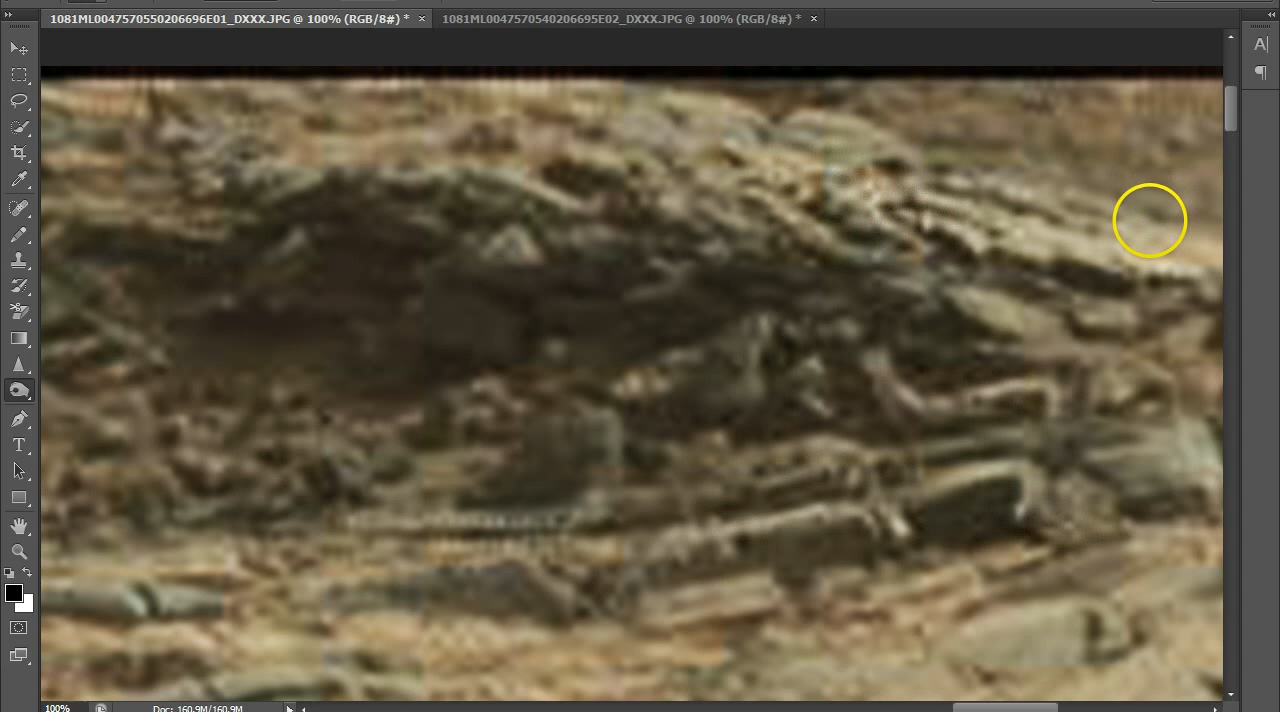 1081ML0047570550206696E01_DXXX.JPG @ 100% (RGB/8#) * ×
1081ML0047570540206695E02_DXXX.JPG @ 100% (RGB/8#) * ×
A
¶
T
100%
Doc: 160.9M/160.9M